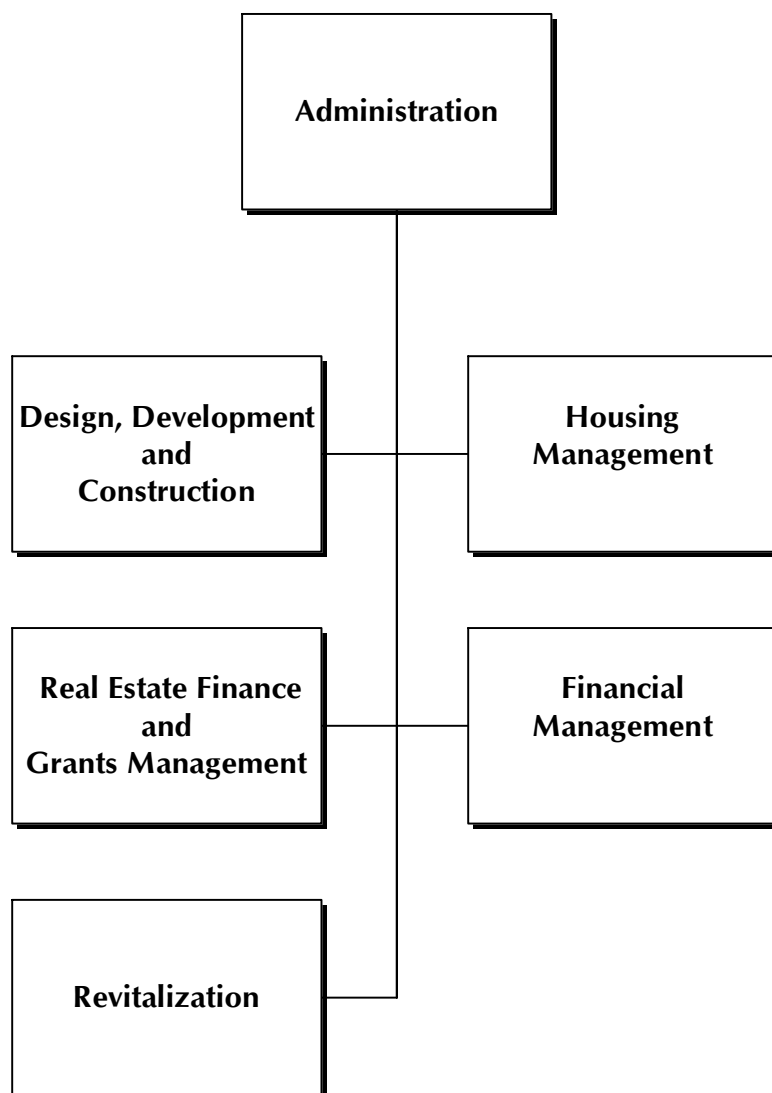 Administration
Design, Development
and
Construction
Housing
Management
Real Estate Finance
and
Grants Management
Financial
Management
Revitalization